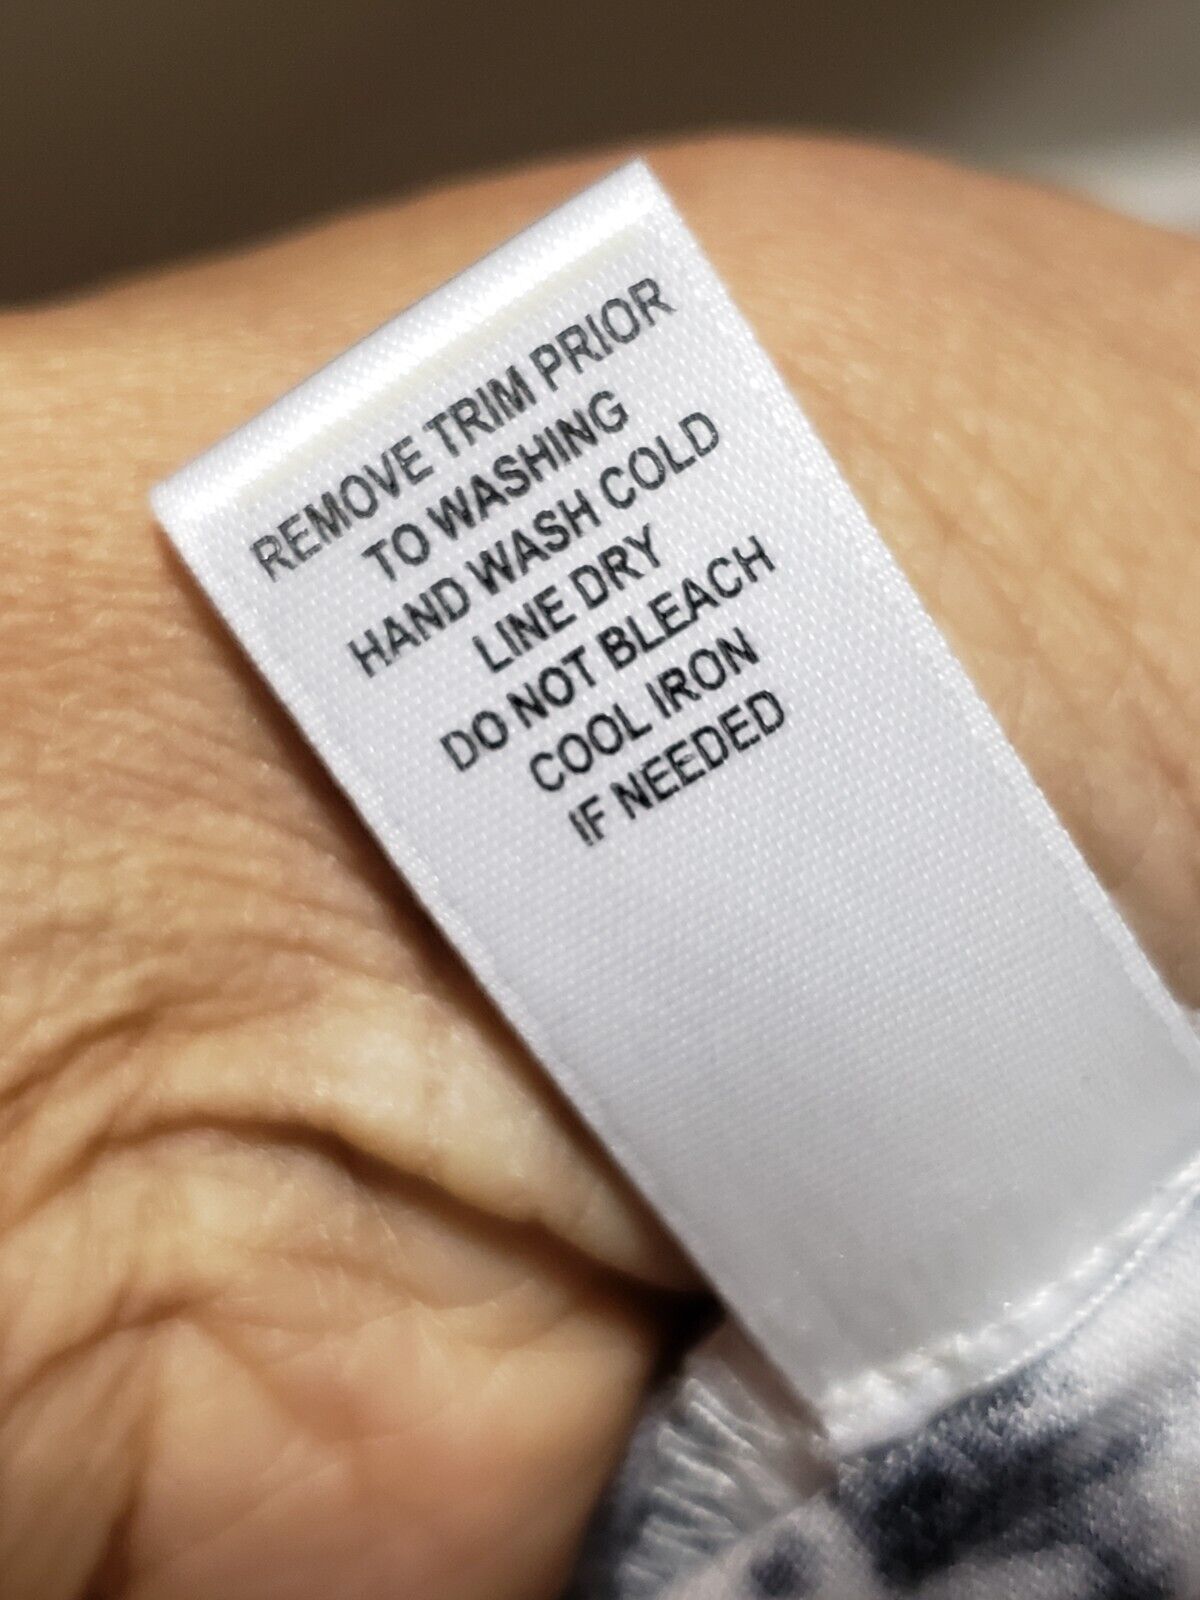 REMOVE TRIM PRIOR
TO WASHING
HAND WASH COLD
LINE DRY
DO NOT BLEACH
COOL IRON
IF NEEDED